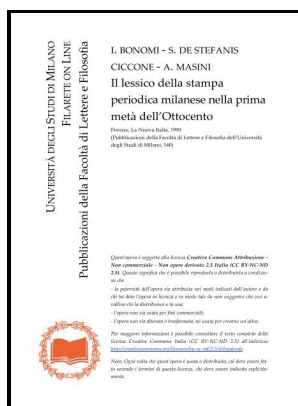 UNIVERSITÀ DEGLI STUDI DI MILANO
FILARETE ON LINE
Pubblicazioni della Facoltà di Lettere e Filosofia
I. BONOMI – S. DE STEFANIS
CICCONE – A. MASINI
Il lessico della stampa
periodica milanese nella prima
metà dell’Ottocento
Firenze, La Nuova Italia, 1990
(Pubblicazioni della Facoltà di Lettere e Filosofia dell’Università
degli Studi di Milano, 140)
Quest’opera è soggetta alla licenza Creative Commons Attribuzione –
Non commerciale - Non opere derivate 2.5 Italia (CC BY-NC-ND
2.5). Questo significa che è possibile riprodurla o distribuirla a condizio-
ne che
- la paternità dell’opera sia attribuita nei modi indicati dall’autore o da
chi ha dato l’opera in licenza e in modo tale da non suggerire che essi a-
vallino chi la distribuisce e la usa;
- l’opera non sia usata per fini commerciali;
- l’opera non sia alterata o trasformata, né usata per crearne un’altra.
Per maggiori informazioni è possibile consultare il testo completo della
licenza Creative Commons Italia (CC BY-NC-ND 2.5) all’indirizzo
http://creativecommons.org/licenses/by-nc-nd/2.5/it/legalcode.
Nota. Ogni volta che quest’opera è usata o distribuita, ciò deve essere fat-
to secondo i termini di questa licenza, che deve essere indicata esplicita-
mente.